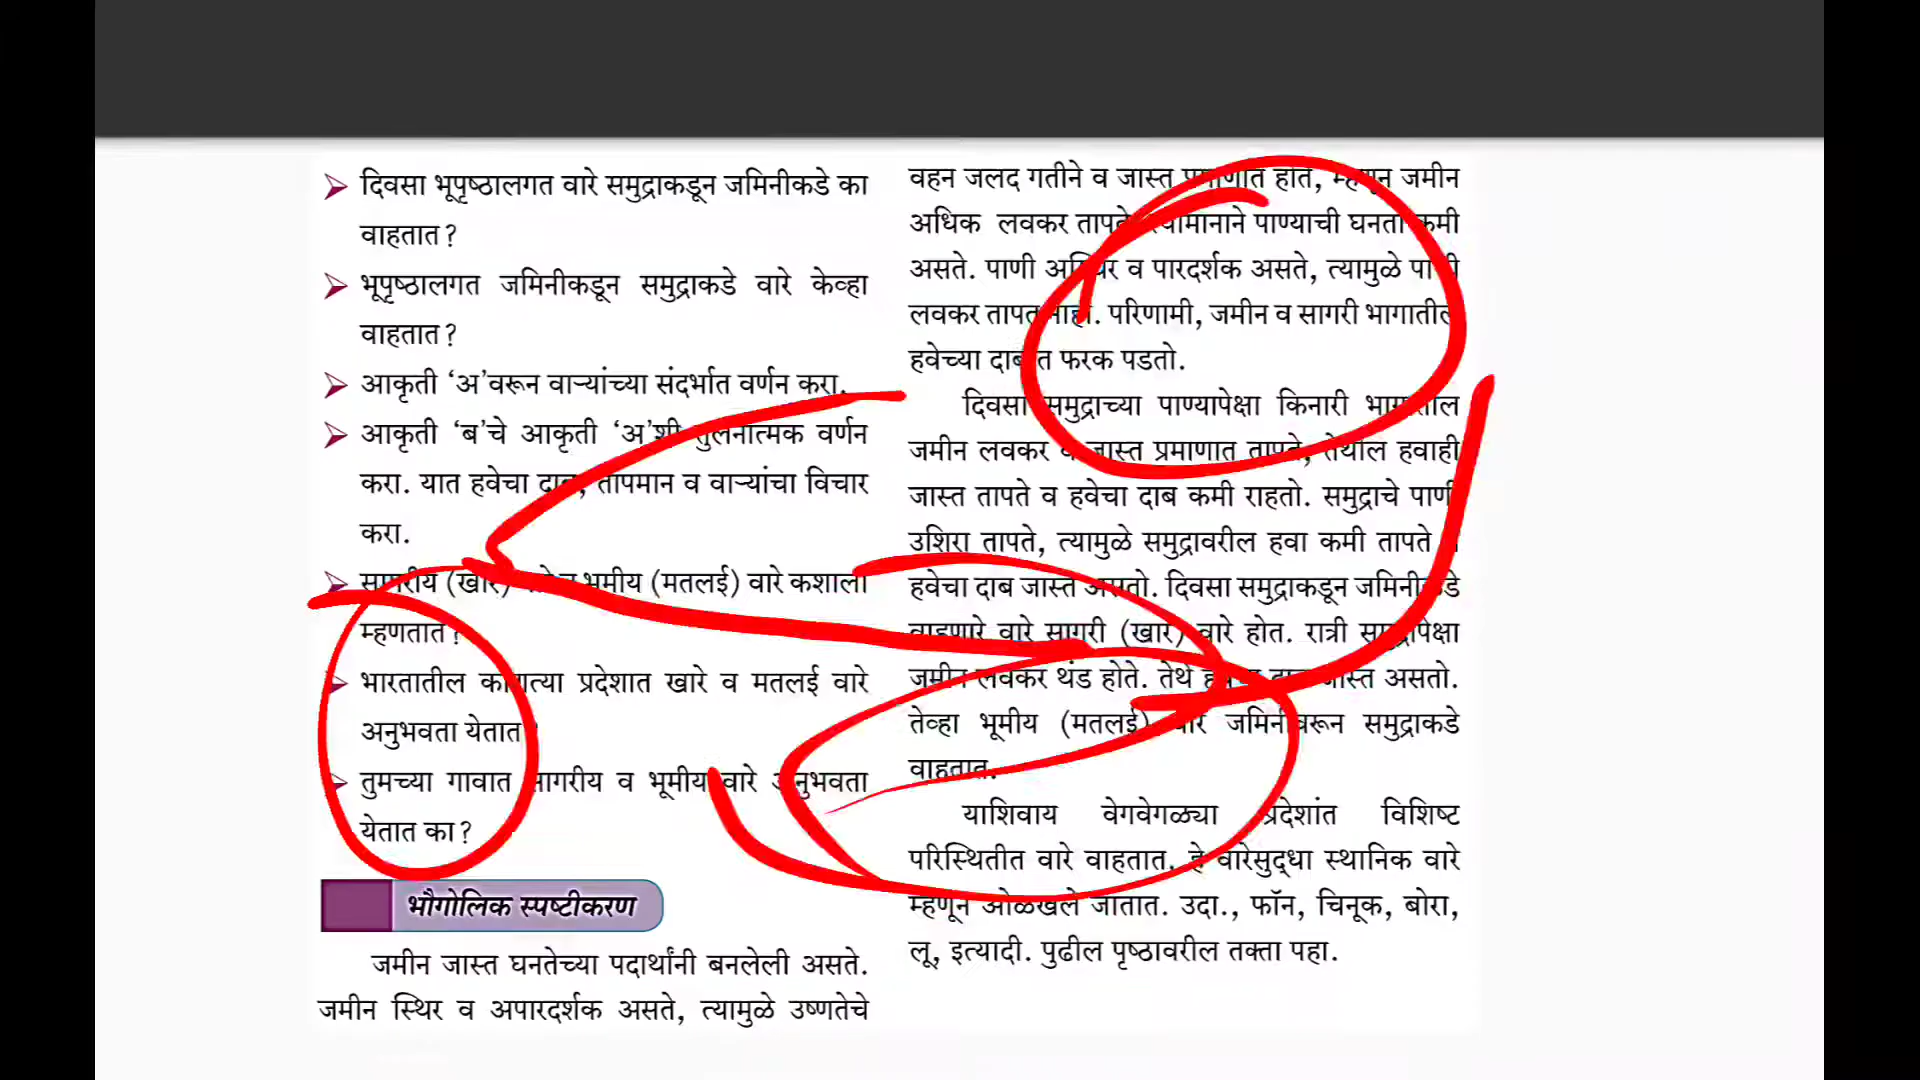 दिवसा भूपृष्ठालगत वारे समुद्राकडून जमिनीकडे का
वाहतात ?
भूपृष्ठालगत जमिनीकडून समुद्राकडे वारे केव्हा
वाहतात ?
आकृती ‘अ’वरून वाऱ्यांच्या संदर्भात वर्णन करा.
आकृती ‘ब’चे आकृती ‘अ’शी तुलनात्मक वर्णन
करा. यात हवेचा दाब, तापमान व वाऱ्यांचा विचार
करा.
सागरीय (खारे) वारे व भूमीय (मतलई) वारे कशाला
म्हणतात ?
भारतातील कोणत्या प्रदेशात खारे व मतलई वारे
अनुभवता येतात ?
तुमच्या गावात सागरीय व भूमीय वारे अनुभवता
येतात का ?
भौगोलिक स्पष्टीकरण
जमीन जास्त घनतेच्या पदार्थांनी बनलेली असते.
जमीन स्थिर व अपारदर्शक असते, त्यामुळे उष्णतेचे
वहन जलद गतीने व जास्त प्रमाणात होते, म्हणून जमीन
अधिक लवकर तापते. त्यामानाने पाण्याची घनता कमी
असते. पाणी अस्थिर व पारदर्शक असते, त्यामुळे पाणी
लवकर तापत नाही. परिणामी, जमीन व सागरी भागातील
हवेच्या दाबात फरक पडतो.
दिवसा समुद्राच्या पाण्यापेक्षा किनारी भागातील
जमीन लवकर व जास्त प्रमाणात तापते, तेथील हवाही
जास्त तापते व हवेचा दाब कमी राहतो. समुद्राचे पाणी
उशिरा तापते, त्यामुळे समुद्रावरील हवा कमी तापते व
हवेचा दाब जास्त असतो. दिवसा समुद्राकडून जमिनीकडे
वाहणारे वारे सागरी (खारे) वारे होत. रात्री समुद्रापेक्षा
जमीन लवकर थंड होते. तेथे हवेचा दाब जास्त असतो.
तेव्हा भूमीय (मतलई) वारे जमिनीवरून समुद्राकडे
वाहतात.
याशिवाय वेगवेगळ्या प्रदेशांत विशिष्ट
परिस्थितीत वारे वाहतात. हे वारेसुद्धा स्थानिक वारे
म्हणून ओळखले जातात. उदा., फॉन, चिनूक, बोरा,
लू, इत्यादी. पुढील पृष्ठावरील तक्ता पहा.